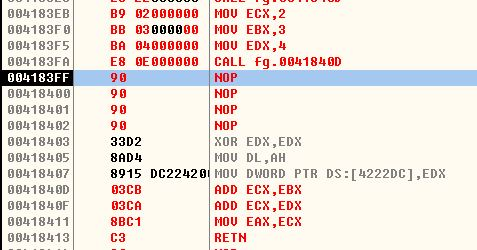 004183EB B9 02000000 MOV ECX,2
004183F0 BB 03000000 MOV EBX,3
004183F5 BA 04000000 MOV EDX,4
004183FA E8 0E000000 CALL fg.0041840D
004183FF 90 NOP
00418400 90 NOP
00418401 90 NOP
00418402 90 NOP
00418403 33D2 XOR EDX,EDX
00418405 8AD4 MOV DL,AH
00418407 8915 DC224200 MOV DWORD PTR DS:[4222DC],EDX
0041840D 03CB ADD ECX,EBX
0041840F 03CA ADD ECX,EDX
00418411 8BC1 MOV EAX,ECX
00418413 C3 RETN